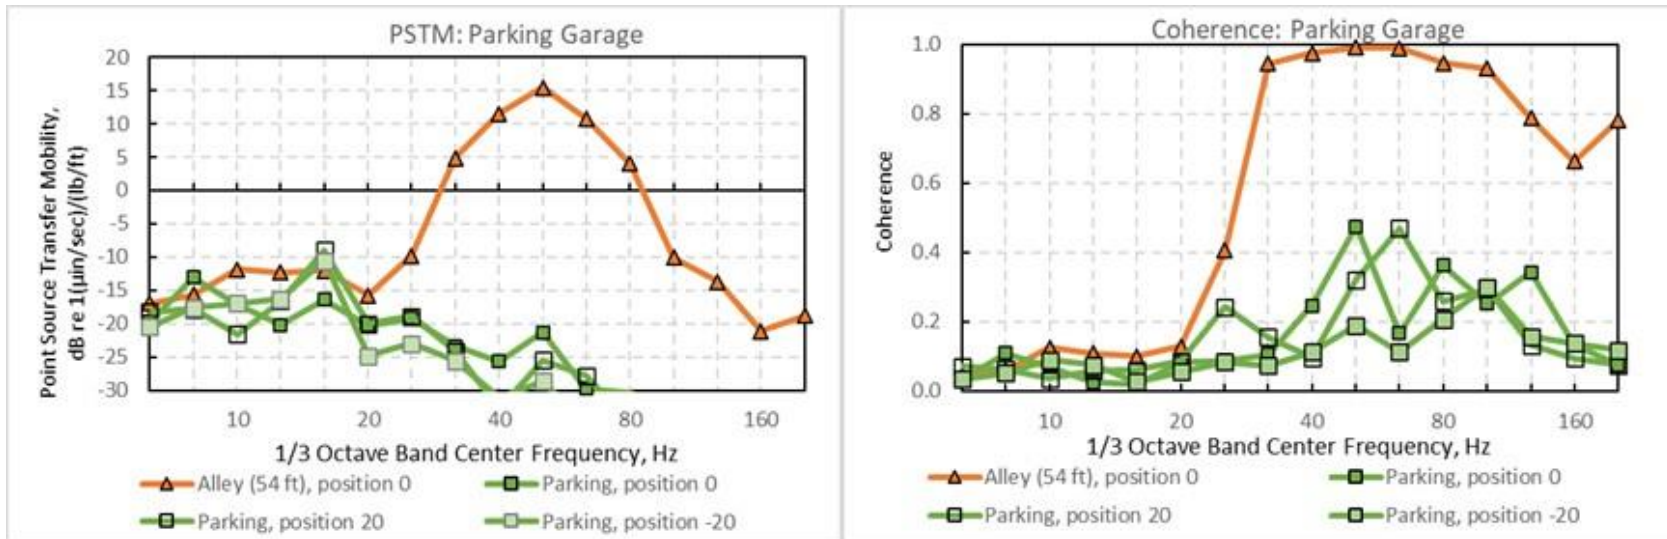 PSTM: Parking Garage
Point Source Transfer Mobility,
dB re 1(µin/sec)/(lb/ft)
20
15
10
5
0
-5
-10
-15
-20
-25
-30
10 20 40 80 160
1/3 Octave Band Center Frequency, Hz
Alley (54 ft), position 0 Parking, position 0
Parking, position 20 Parking, position -20
Coherence: Parking Garage
Coherence
1.0
0.8
0.6
0.4
0.2
0.0
10 20 40 80 160
1/3 Octave Band Center Frequency, Hz
Alley (54 ft), position 0 Parking, position 0
Parking, position 20 Parking, position -20